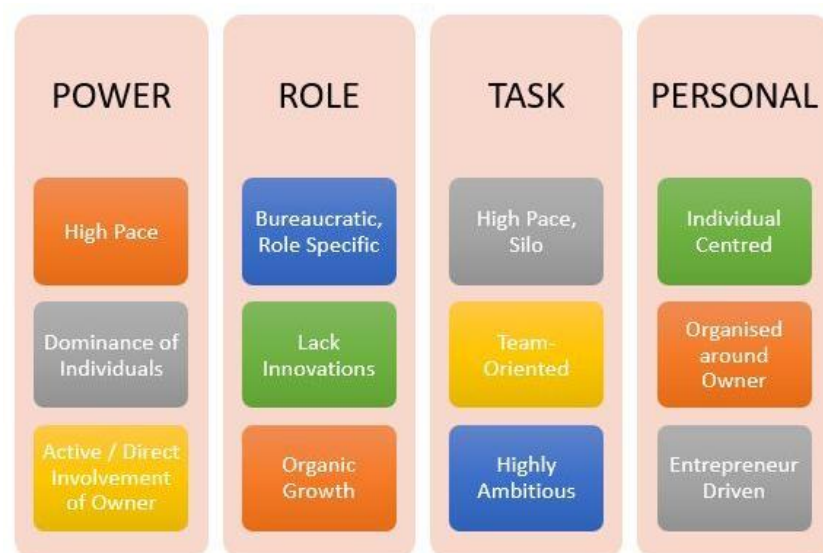 POWER
High Pace
Dominance of
Individuals
Active / Direct
Involvement
of Owner
ROLE
Bureaucratic,
Role Specific
Lack
Innovations
Organic
Growth
TASK
High Pace,
Silo
Team-
Oriented
Highly
Ambitious
PERSONAL
Individual
Centred
Organised
around
Owner
Entrepreneur
Driven